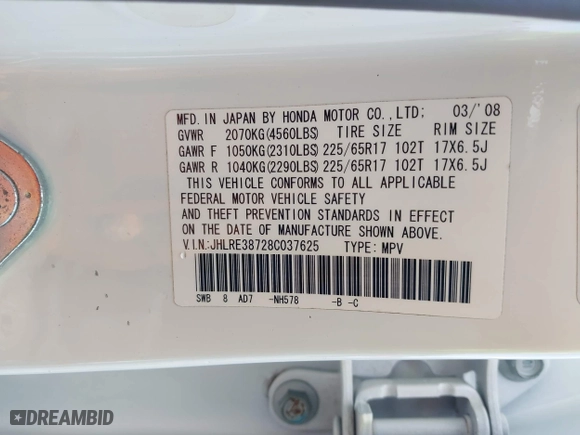 MFD. IN JAPAN BY HONDA MOTOR CO.,LTD; 03/'08
GVWR 2070KG(4560LBS) TIRE SIZE RIM SIZE
GAWR F 1050KG(2310LBS) 225/65R17 102T 17X6.5J
GAWR R 1040KG(2290LBS) 225/65R17 102T 17X6.5J
THIS VEHICLE CONFORMS TO ALL APPLICABLE
FEDERAL MOTOR VEHICLE SAFETY
AND THEFT PREVENTION STANDARDS IN EFFECT
ON THE DATE OF MANUFACTURE SHOWN ABOVE.
V.I.N.:JHLRE38728C037625 TYPE: MPV
SWB 8 AD7 -NH578 -B -C
DREAMBID